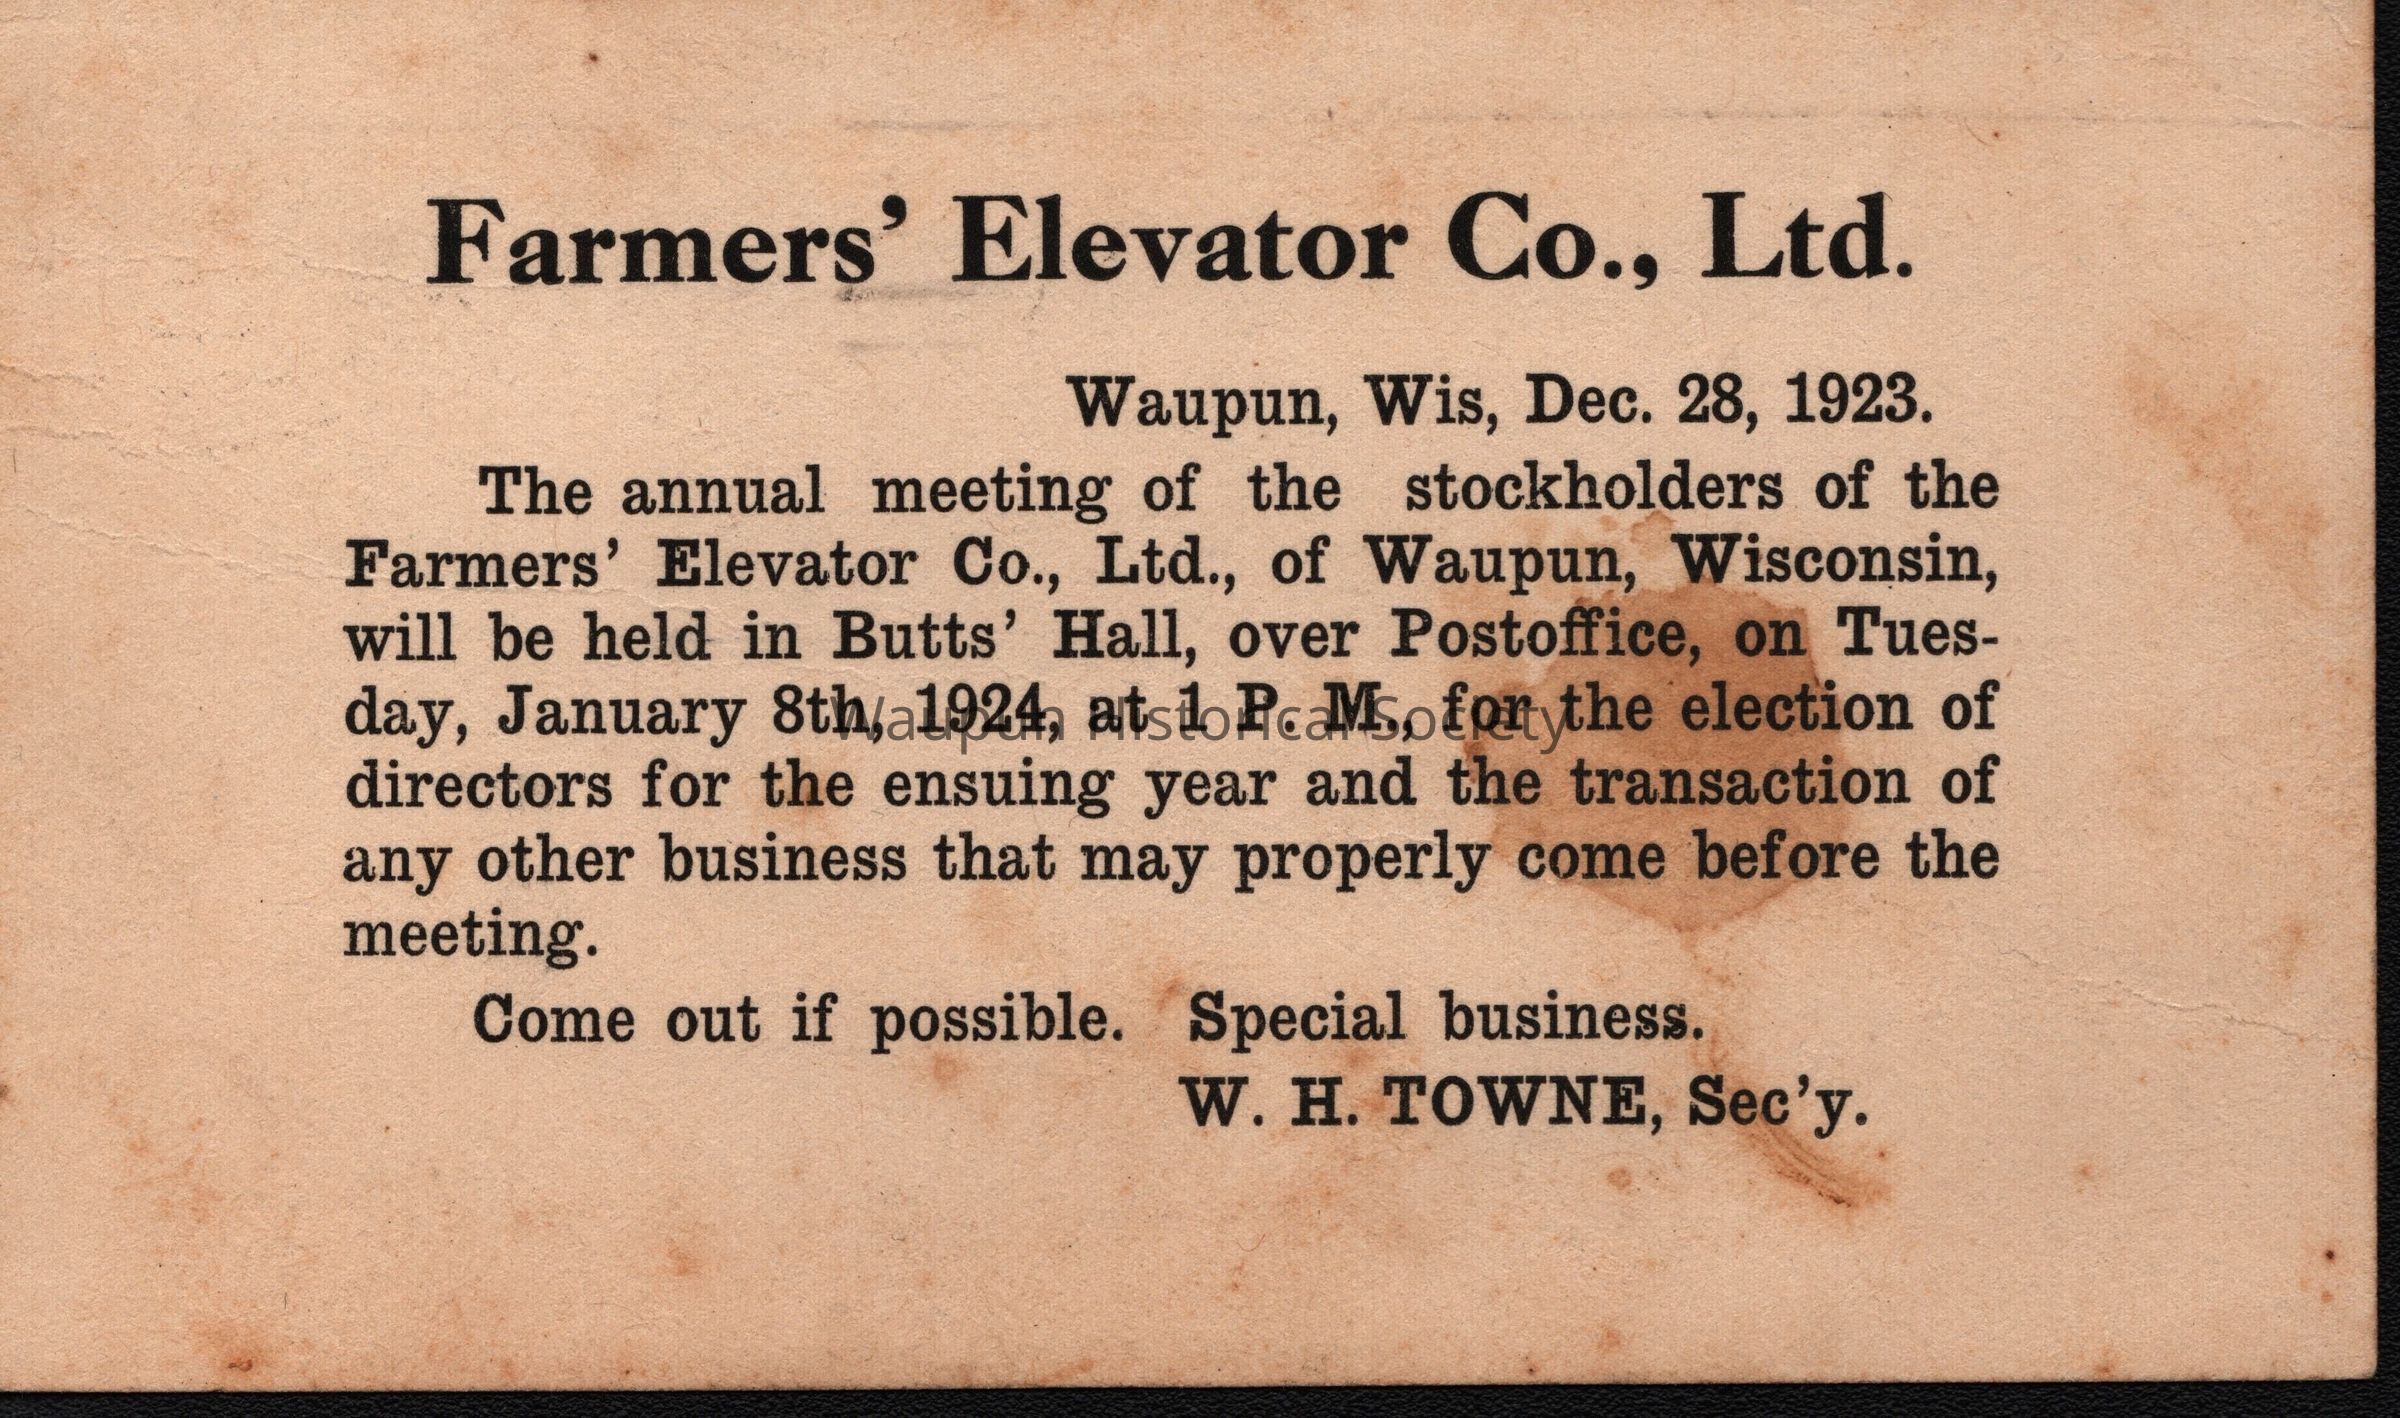 Farmers' Elevator Co., Ltd.
Waupun, Wis, Dec. 28, 1923.
The annual meeting of the stockholders of the
Farmers' Elevator Co., Ltd., of Waupun, Wisconsin,
will be held in Butts' Hall, over Postoffice, on Tues-
day, January 8th, 1924, at 1 P. M., for the election of
Waupun Historical Society
directors for the ensuing year and the transaction of
any other business that may properly come before the
meeting.
Come out if possible. Special business.
W. H. TOWNE, Sec'y.